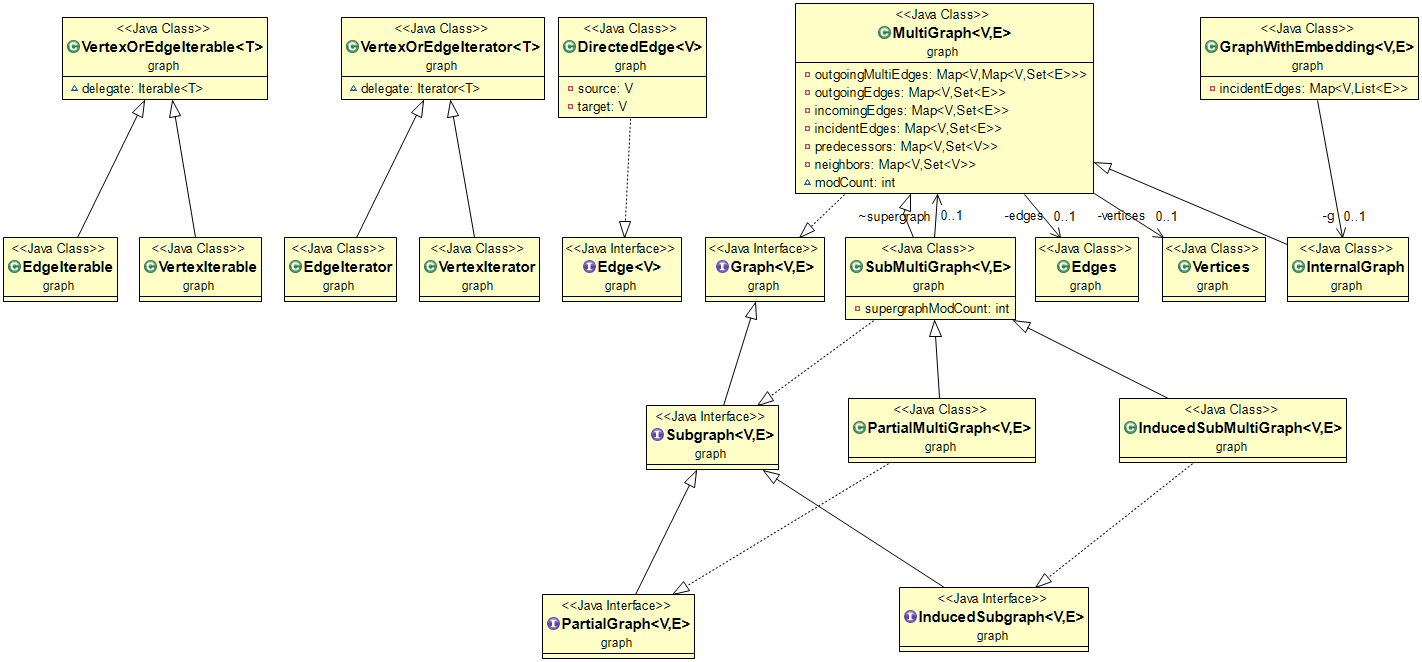 <<Java Class>>
VertexOrEdgeIterable<T>
graph
delegate: Iterable<T>
<<Java Class>>
VertexOrEdgeIterator<T>
graph
delegate: Iterator<T>
<<Java Class>>
DirectedEdge<V>
graph
source: V
target: V
<<Java Class>>
MultiGraph<V,E>
graph
outgoingMultiEdges: Map<V,Map<V,Set<E>>>
outgoingEdges: Map<V,Set<E>>
incomingEdges: Map<V,Set<E>>
incidentEdges: Map<V,Set<E>>
predecessors: Map<V,Set<V>>
neighbors: Map<V,Set<V>>
modCount: int
<<Java Class>>
GraphWithEmbedding<V,E>
graph
incidentEdges: Map<V,List<E>>
~supergraph 0..1
-edges 0..1
-vertices 0..1
-g 0..1
<<Java Class>>
EdgeIterable
graph
<<Java Class>>
VertexIterable
graph
<<Java Class>>
EdgeIterator
graph
<<Java Class>>
VertexIterator
graph
<<Java Interface>>
Edge<V>
graph
<<Java Interface>>
Graph<V,E>
graph
<<Java Class>>
SubMultiGraph<V,E>
graph
supergraphModCount: int
<<Java Class>>
Edges
graph
<<Java Class>>
Vertices
graph
<<Java Class>>
InternalGraph
graph
<<Java Interface>>
Subgraph<V,E>
graph
<<Java Class>>
PartialMultiGraph<V,E>
graph
<<Java Class>>
InducedSubMultiGraph<V,E>
graph
<<Java Interface>>
PartialGraph<V,E>
graph
<<Java Interface>>
InducedSubgraph<V,E>
graph